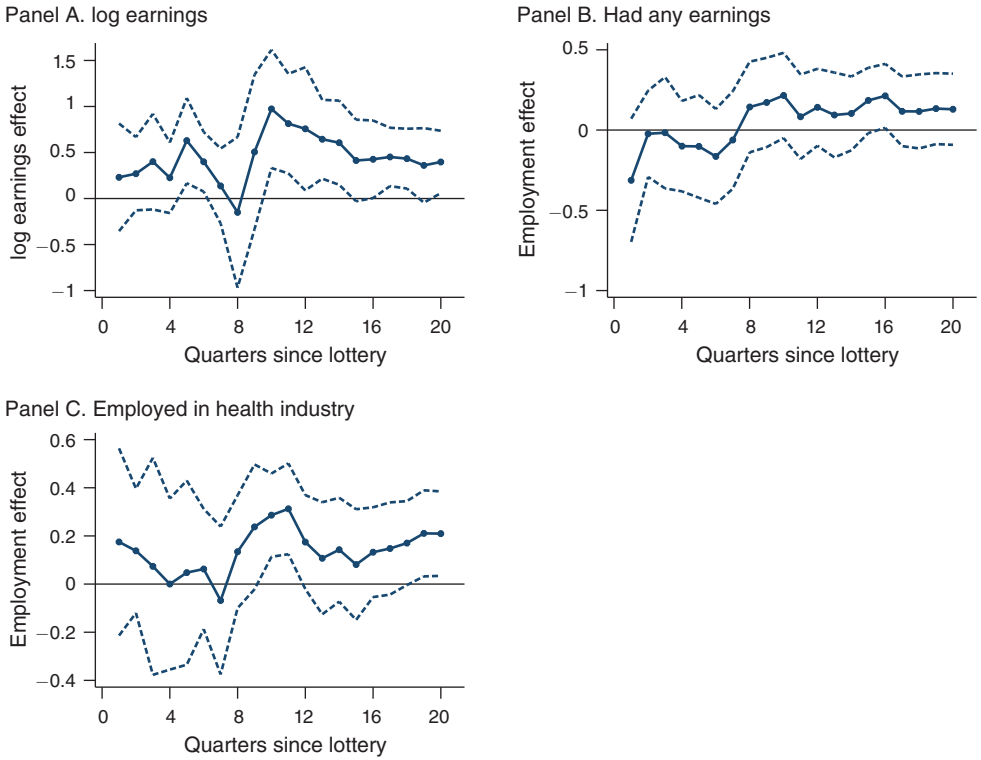 Panel A. log earnings
log earnings effect
1.5
1
0.5
0
−0.5
−1
0 4 8 12 16 20
Quarters since lottery
Panel B. Had any earnings
Employment effect
0.5
0
−0.5
−1
0 4 8 12 16 20
Quarters since lottery
Panel C. Employed in health industry
Employment effect
0.6
0.4
0.2
0
−0.2
−0.4
0 4 8 12 16 20
Quarters since lottery